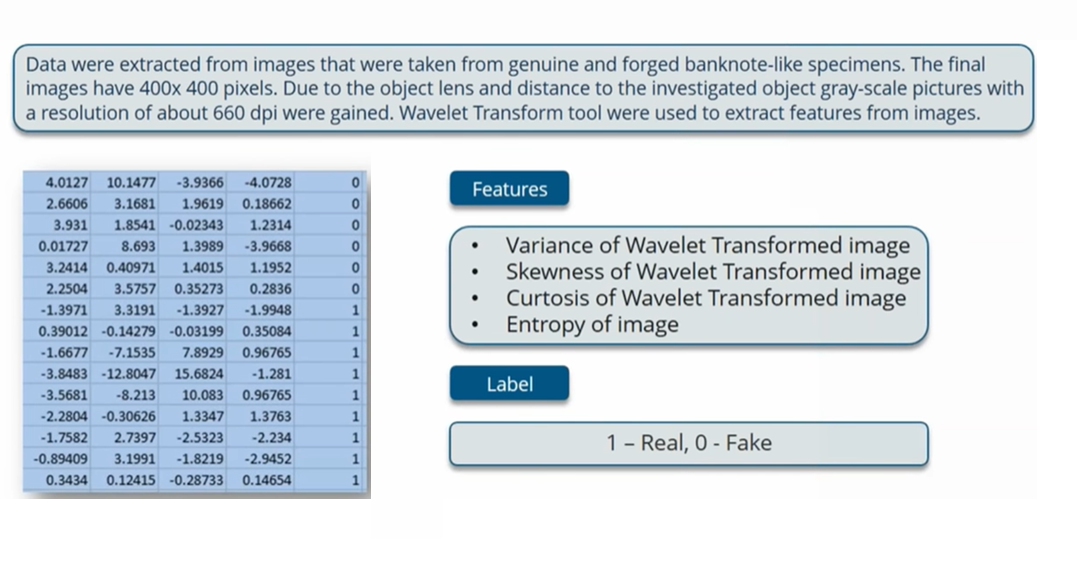 Data were extracted from images that were taken from genuine and forged banknote-like specimens. The final
images have 400x 400 pixels. Due to the object lens and distance to the investigated object gray-scale pictures with
a resolution of about 660 dpi were gained. Wavelet Transform tool were used to extract features from images.
4.0127 10.1477 -3.9366 -4.0728 0
2.6606 3.1681 1.9619 0.18662 0
3.931 1.8541 -0.02343 1.2314 0
0.01727 8.693 1.3989 -3.9668 0
3.2414 0.40971 1.4015 1.1952 0
2.2504 3.5757 0.35273 0.2836 0
-1.3971 3.3191 -1.3927 -1.9948 1
0.39012 -0.14279 -0.03199 0.35084 1
-1.6677 -7.1535 7.8929 0.96765 1
-3.8483 -12.8047 15.6824 -1.281 1
-3.5681 -8.213 10.083 0.96765 1
-2.2804 -0.30626 1.3347 1.3763 1
-1.7582 2.7397 -2.5323 -2.234 1
-0.89409 3.1991 -1.8219 -2.9452 1
0.3434 0.12415 -0.28733 0.14654 1
Features
• Variance of Wavelet Transformed image
• Skewness of Wavelet Transformed image
• Curtosis of Wavelet Transformed image
• Entropy of image
Label
1 – Real, 0 - Fake